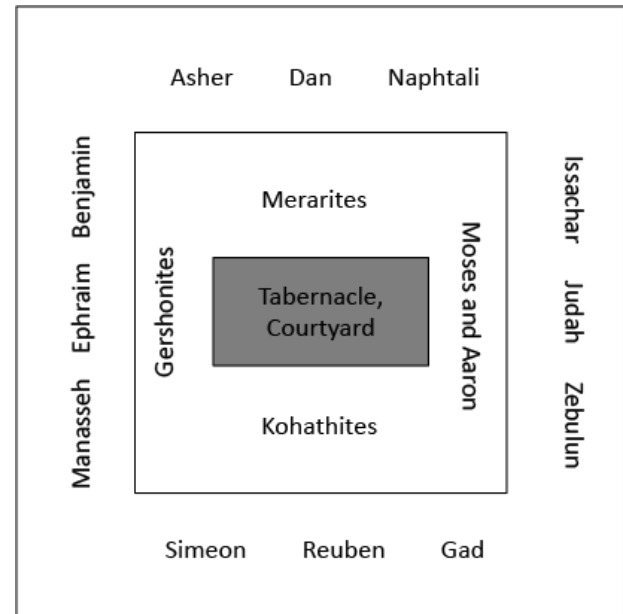 Asher Dan Naphtali
Benjamin
Ephraim
Manasseh
Merarites
Gershonites
Tabernacle,
Courtyard
Moses and Aaron
Kohathites
Issachar
Judah
Zebulun
Simeon Reuben Gad